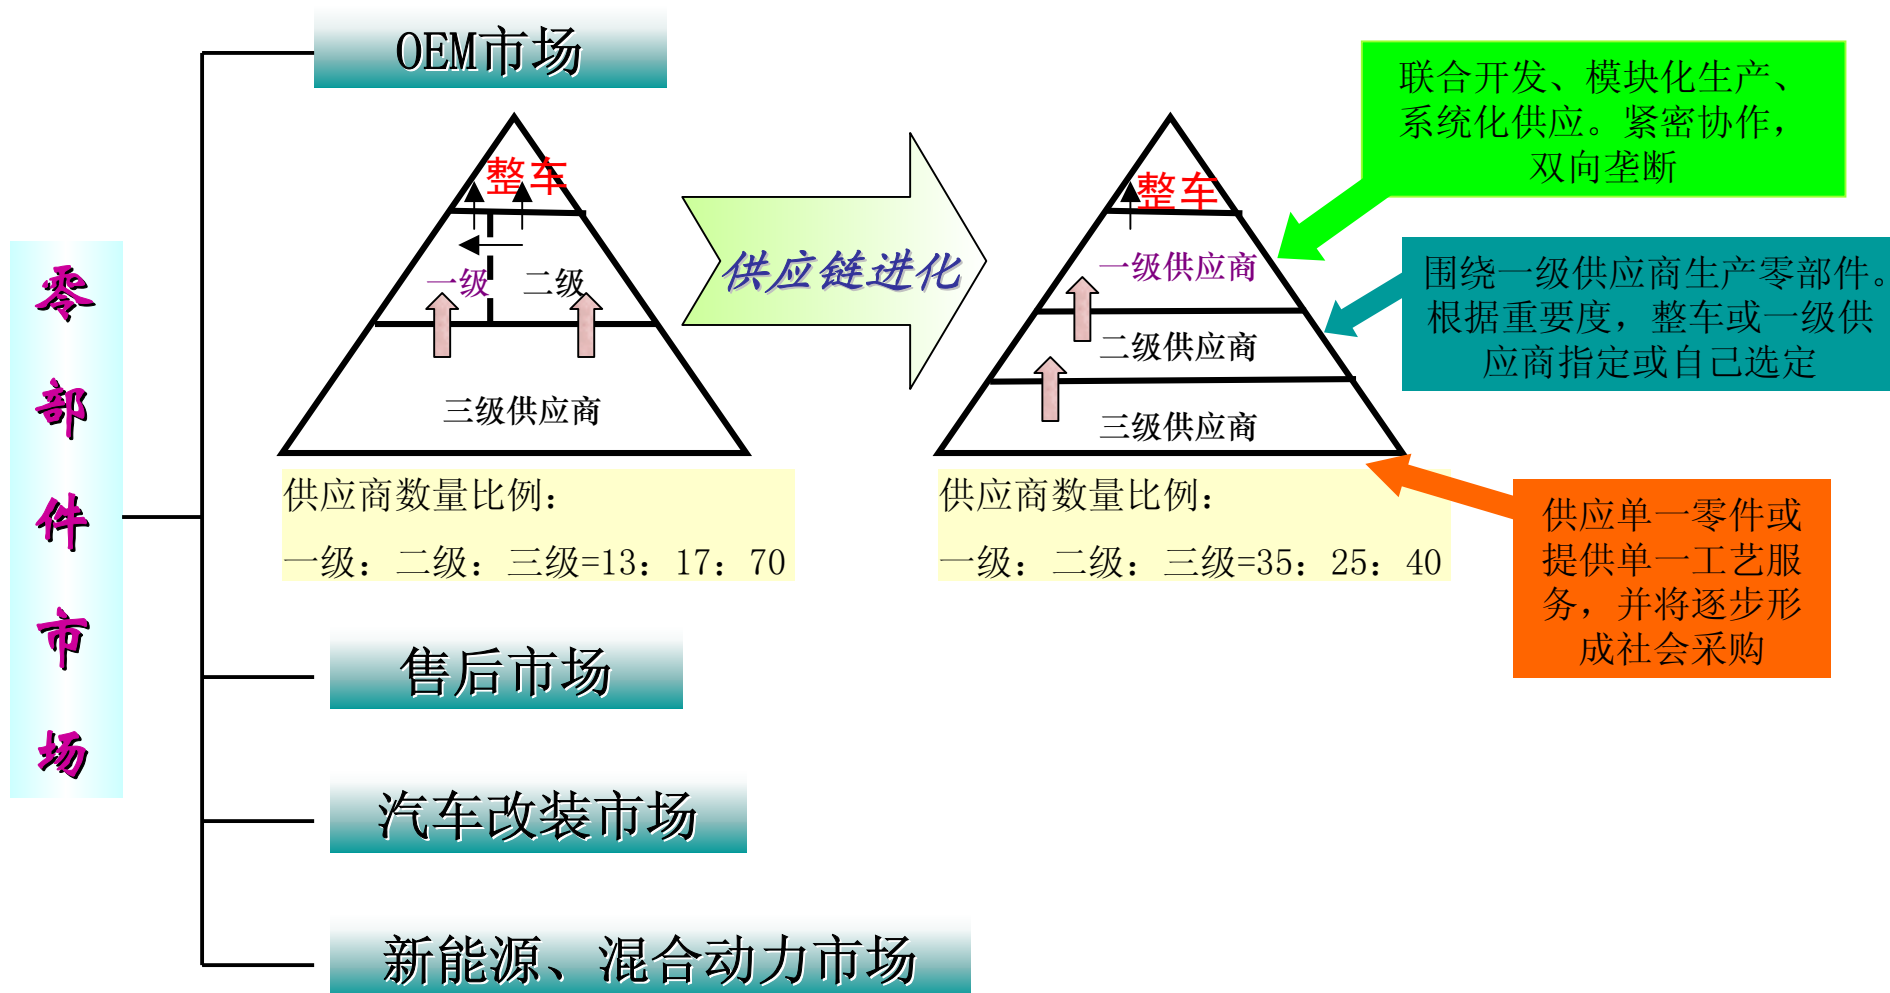 零部件市场
OEM市场
整车
一级
二级
三级供应商
供应商数量比例：
一级：二级：三级=13：17：70
供应链进化
整车
一级供应商
二级供应商
三级供应商
供应商数量比例：
一级：二级：三级=35：25：40
联合开发、模块化生产、
系统化供应。紧密协作，
双向垄断
围绕一级供应商生产零部件。
根据重要度，整车或一级供
应商指定或自己选定
供应单一零件或
提供单一工艺服
务，并将逐步形
成社会采购
售后市场
汽车改装市场
新能源、混合动力市场